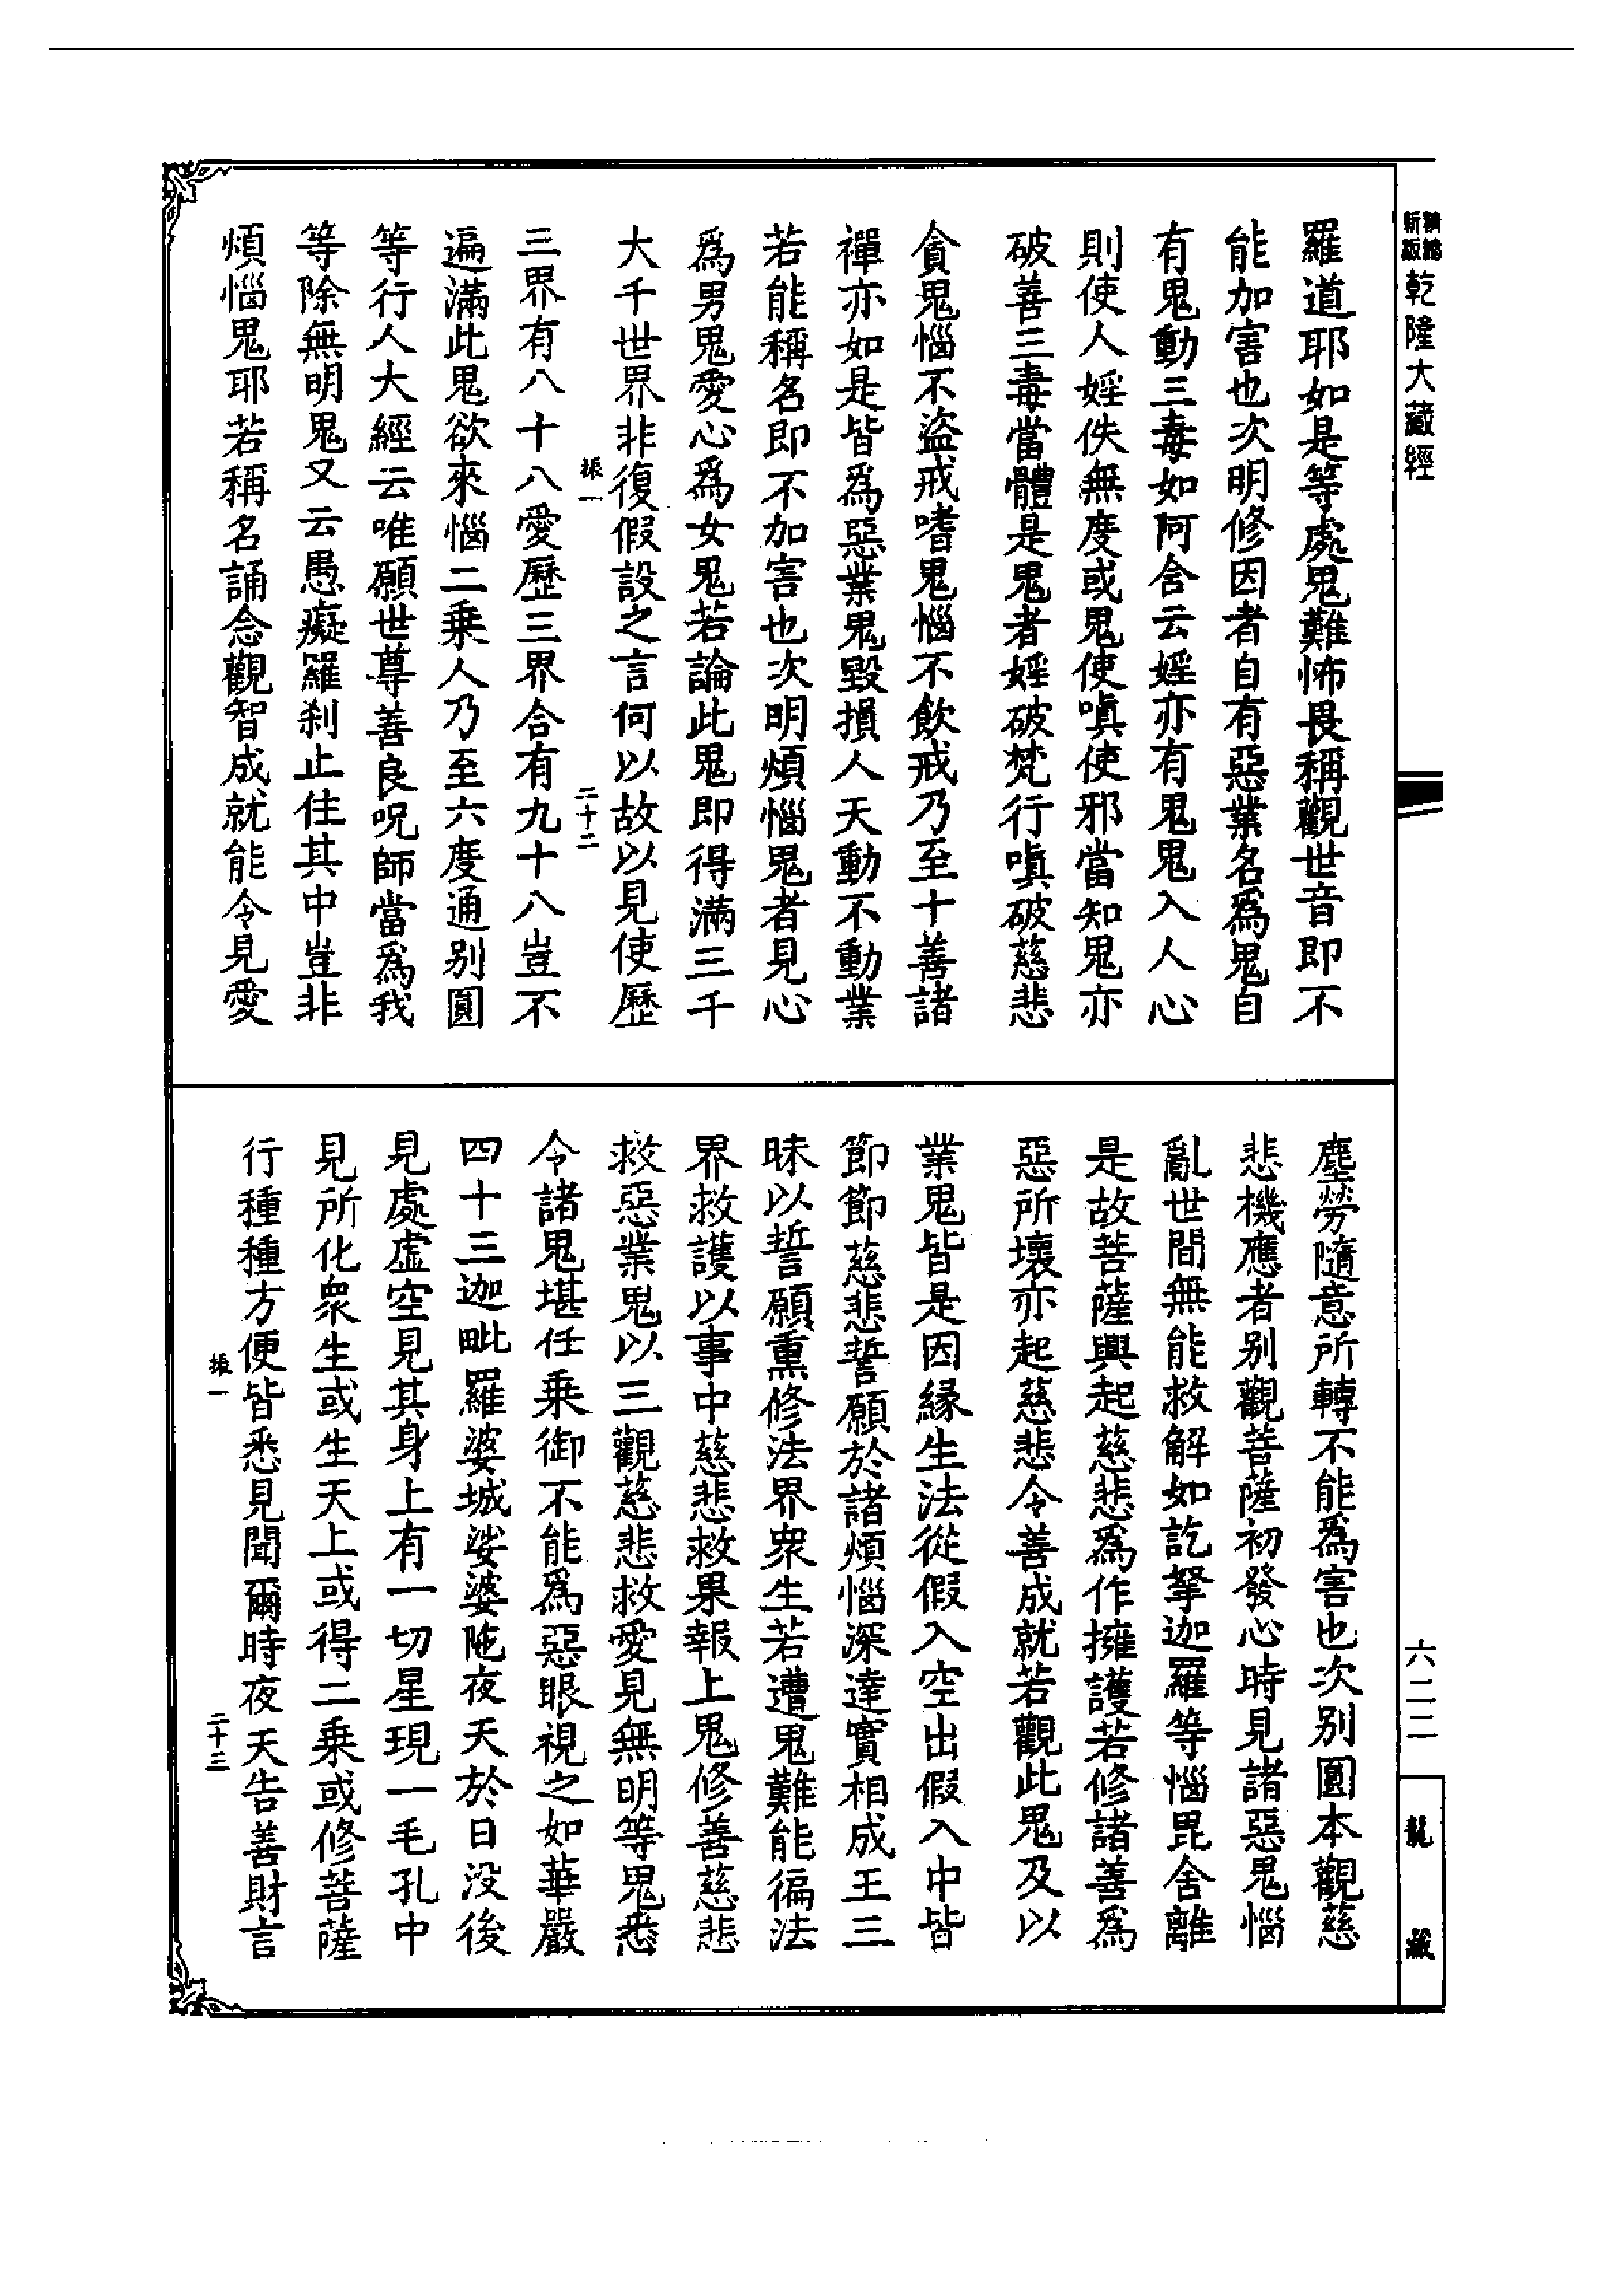 精縮新版乾隆大藏經
羅道耶如是等處鬼難怖畏稱觀世音即不
能加害也次明修因者自有惡業名爲鬼自
有鬼動三毒如阿舍云婬亦有鬼鬼入人心
則使人婬佚無度或鬼使嗔使邪當知鬼亦
破善三毒當體是鬼者婬破梵行嗔破慈悲
貪鬼惱不盜戒嗜鬼惱不飲戒乃至十善諸
禪亦如是皆爲惡業鬼毀損人天動不動業
若能稱名即不加害也次明煩惱鬼者見心
爲男鬼愛心爲女鬼若論此鬼即得滿三千
大千世界非復假設之言何以故以見使歷
振一
二十二
三界有八十八愛歷三界合有九十八豈不
遍滿此鬼欲來惱二乘人乃至六度通別圓
等行人大經云唯願世尊善良呪師當爲我
等除無明鬼又云愚癡羅剎止住其中豈非
煩惱鬼耶若稱名誦念觀智成就能令見愛
六二二
龍藏
塵勞隨意所轉不能爲害也次別圓本觀慈
悲機應者別觀菩薩初發心時見諸惡鬼惱
亂世間無能救解如訖拏迦羅等惱毘舍離
是故菩薩興起慈悲爲作擁護若修諸善爲
惡所壞亦起慈悲令善成就若觀此鬼及以
業鬼皆是因緣生法從假入空出假入中皆
節節慈悲誓願於諸煩惱深達實相成王三
昧以誓願熏修法界衆生若遭鬼難能徧法
界救護以事中慈悲救果報上鬼修善慈悲
救惡業鬼以三觀慈悲救愛見無明等鬼悉
令諸鬼堪任乘御不能爲惡眼視之如華嚴
四十三迦毗羅婆城娑婆陁夜天於日没後
見處虛空見其身上有一切星現一毛孔中
見所化衆生或生天上或得二乘或修菩薩
行種種方便皆悉見聞爾時夜天告善財言
振一
二十三